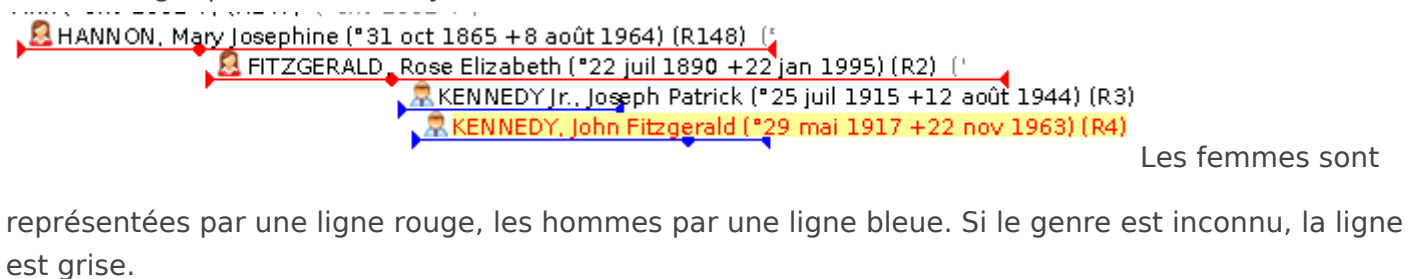 HANNON, Mary Josephine (°31 oct 1865 +8 août 1964) (R148) (°
FITZGERALD, Rose Elizabeth (°22 juil 1890 +22 jan 1995) (R2) (°
KENNEDY Jr., Joseph Patrick (°25 juil 1915 +12 août 1944) (R3)
KENNEDY, John Fitzgerald (°29 mai 1917 +22 nov 1963) (R4)
Les femmes sont
représentées par une ligne rouge, les hommes par une ligne bleue. Si le genre est inconnu, la ligne
est grise.